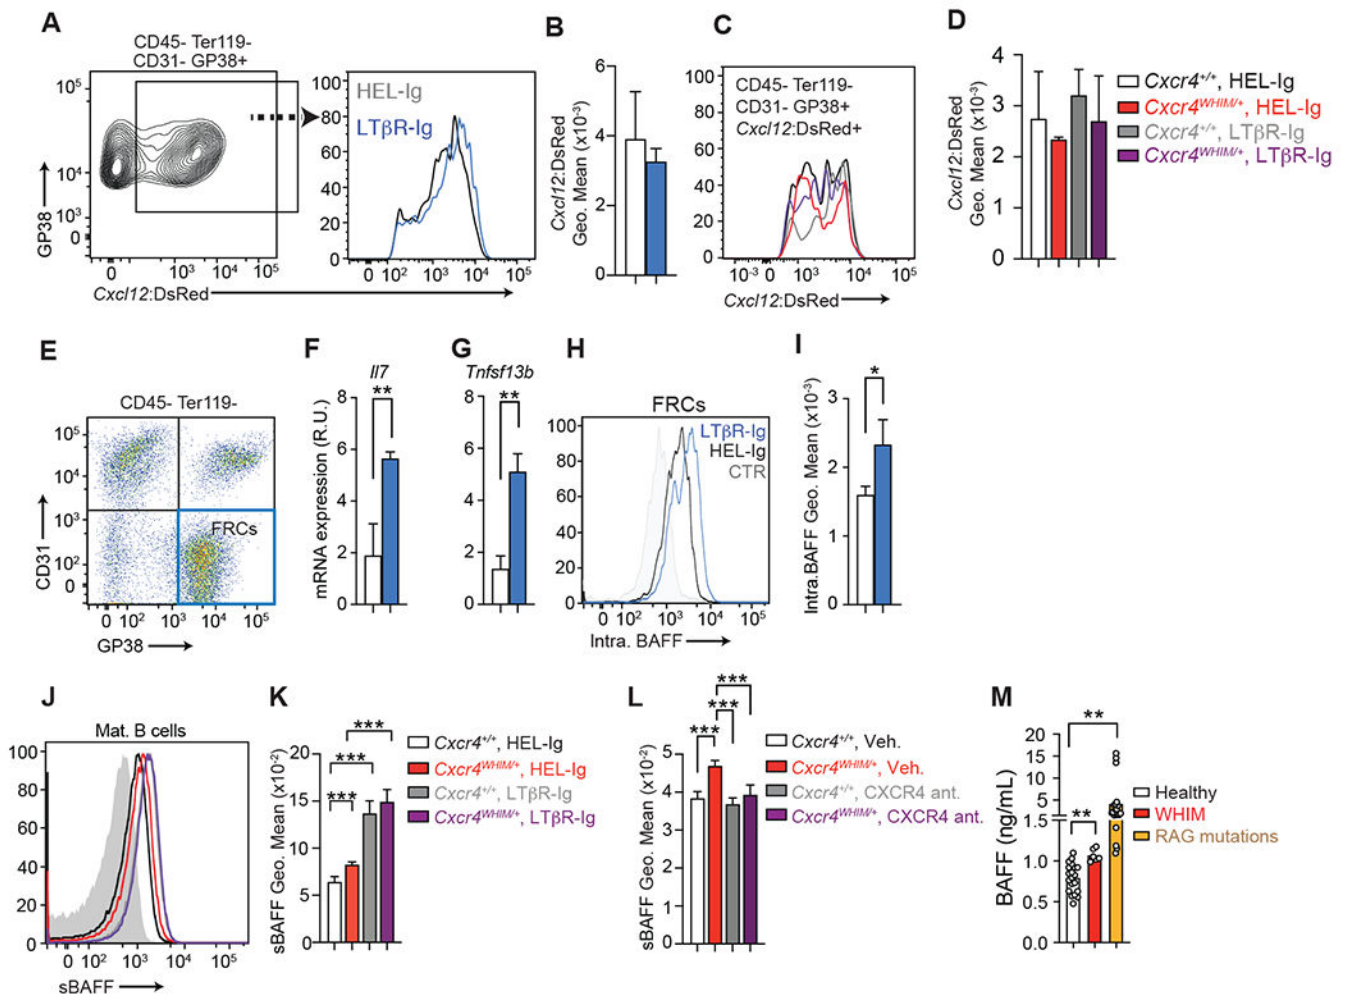 A
CD45- Ter119-
CD31- GP38+
10⁵
10⁴
10³
0
GP38
0
10³
10⁴
10⁵
Cxcl12:DsRed
HEL-Ig
LTβR-Ig
100
80
60
40
20
0
0 10² 10³ 10⁴ 10⁵
B
Cxcl12:DsRed
Geo. Mean (x10⁻³)
6
4
2
0
C
CD45- Ter119-
CD31- GP38+
Cxcl12:DsRed+
100
80
60
40
20
0
10⁻³ 0 10³ 10⁴ 10⁵
Cxcl12:DsRed
D
Cxcl12:DsRed
Geo. Mean (x10⁻³)
4
3
2
1
0
Cxcr4⁺/⁺, HEL-Ig
Cxcr4ᵂᴴᴵᴹ/⁺, HEL-Ig
Cxcr4⁺/⁺, LTβR-Ig
Cxcr4ᵂᴴᴵᴹ/⁺, LTβR-Ig
E
CD45- Ter119-
10⁵
10⁴
10³
10²
0
CD31
FRCs
0 10² 10³ 10⁴ 10⁵
GP38
F
Il7
**
mRNA expression (R.U.)
8
6
4
2
0
G
Tnfsf13b
**
8
6
4
2
0
H
FRCs
LTβR-Ig
HEL-Ig
CTR
100
80
60
40
20
0
0 10² 10³ 10⁴ 10⁵
Intra. BAFF
I
*
Intra.BAFF Geo. Mean (x10⁻³)
3
2
1
0
J
Mat. B cells
100
80
60
40
20
0
0 10² 10³ 10⁴ 10⁵
sBAFF
K
***
***
***
sBAFF Geo. Mean (x10⁻²)
20
15
10
5
0
Cxcr4⁺/⁺, HEL-Ig
Cxcr4ᵂᴴᴵᴹ/⁺, HEL-Ig
Cxcr4⁺/⁺, LTβR-Ig
Cxcr4ᵂᴴᴵᴹ/⁺, LTβR-Ig
L
***
***
***
sBAFF Geo. Mean (x10⁻²)
5
4
3
2
1
0
Cxcr4⁺/⁺, Veh.
Cxcr4ᵂᴴᴵᴹ/⁺, Veh.
Cxcr4⁺/⁺, CXCR4 ant.
Cxcr4ᵂᴴᴵᴹ/⁺, CXCR4 ant.
M
**
**
BAFF (ng/mL)
20
15
10
5
1.5
1.0
0.5
0.0
Healthy
WHIM
RAG mutations